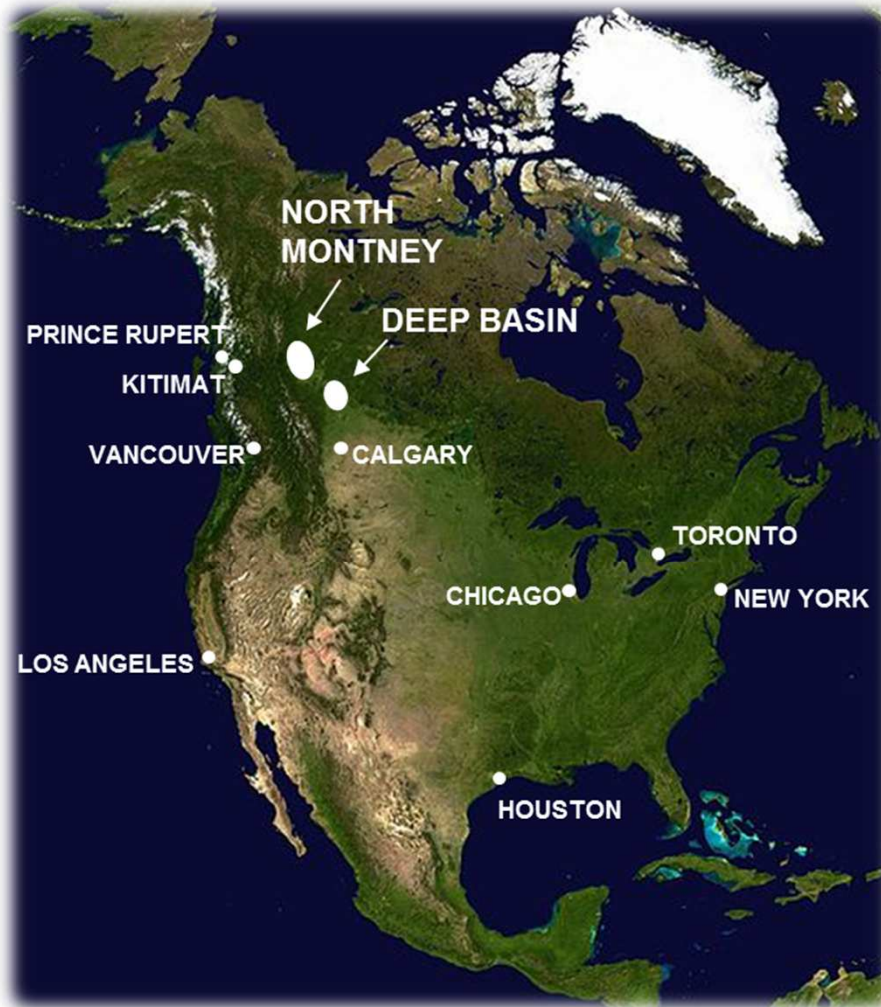 NORTH
MONTNEY
DEEP BASIN
PRINCE RUPERT
KITIMAT
VANCOUVER
CALGARY
TORONTO
CHICAGO
NEW YORK
LOS ANGELES
HOUSTON